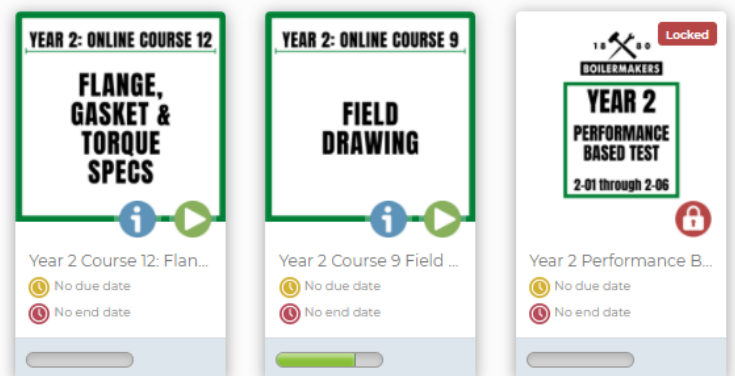 YEAR 2: ONLINE COURSE 12
FLANGE,
GASKET &
TORQUE
SPECS
Year 2 Course 12: Flan...
No due date
No end date
YEAR 2: ONLINE COURSE 9
FIELD
DRAWING
Year 2 Course 9 Field ...
No due date
No end date
Locked
18 80
BOILERMAKERS
YEAR 2
PERFORMANCE
BASED TEST
2-01 through 2-06
Year 2 Performance B...
No due date
No end date